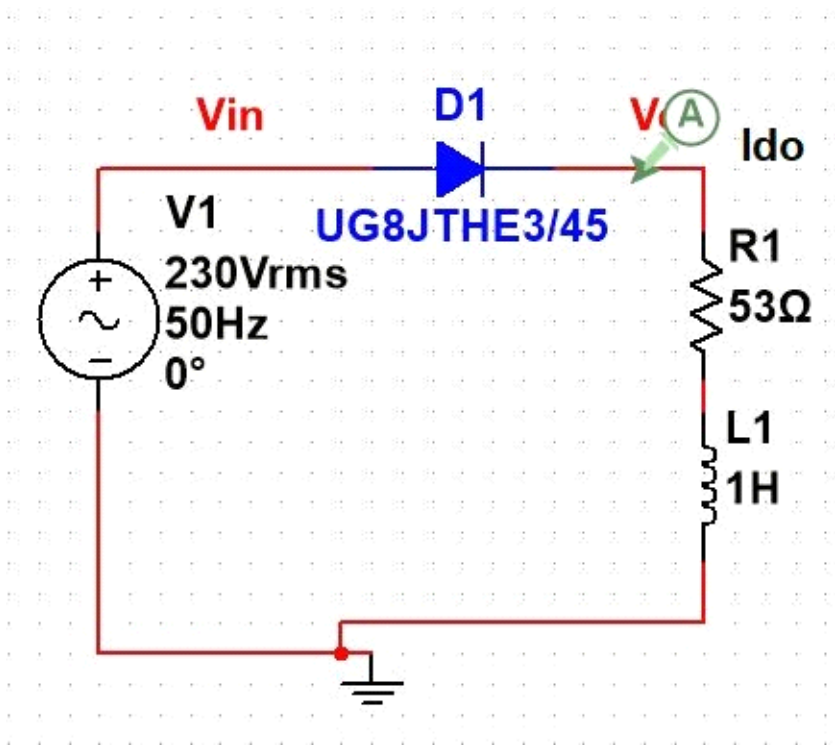 Vin
D1
A
Ido
V1
UG8JTHE3/45
230Vrms
50Hz
0°
R1
53Ω
L1
1H